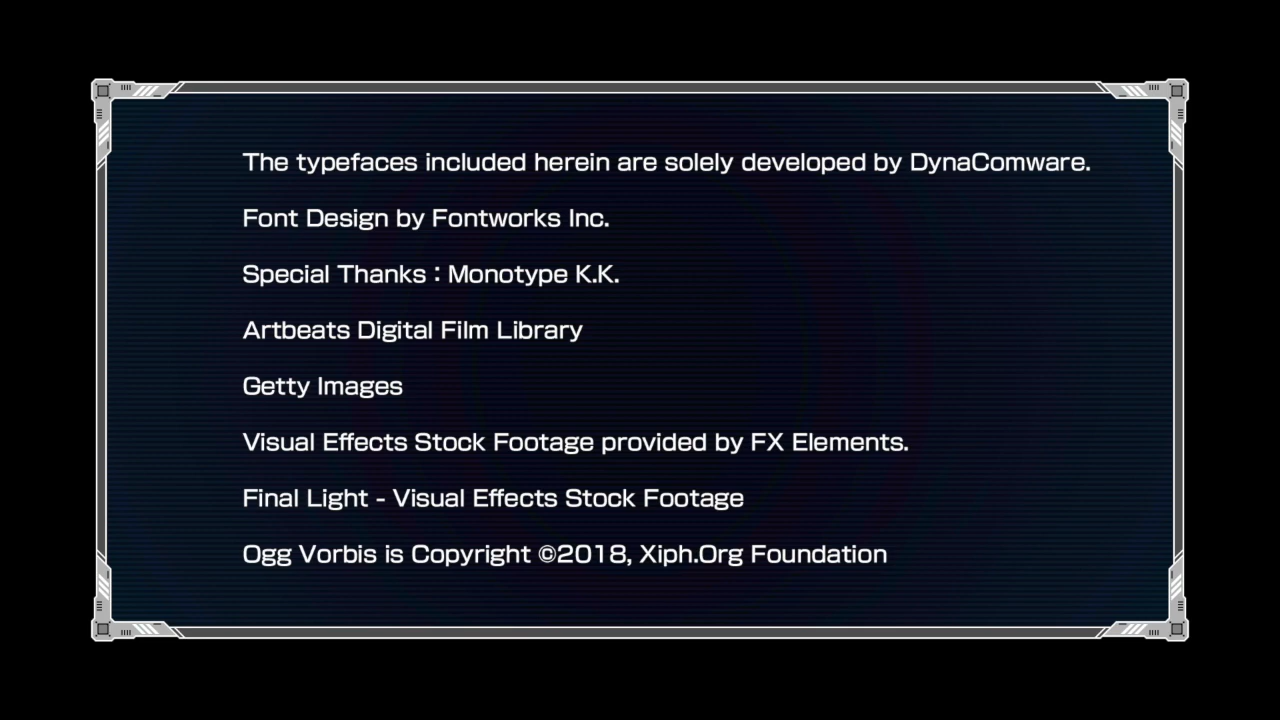 The typefaces included herein are solely developed by DynaComware.
Font Design by Fontworks Inc.
Special Thanks : Monotype K.K.
Artbeats Digital Film Library
Getty Images
Visual Effects Stock Footage provided by FX Elements.
Final Light - Visual Effects Stock Footage
Ogg Vorbis is Copyright ©2018, Xiph.Org Foundation